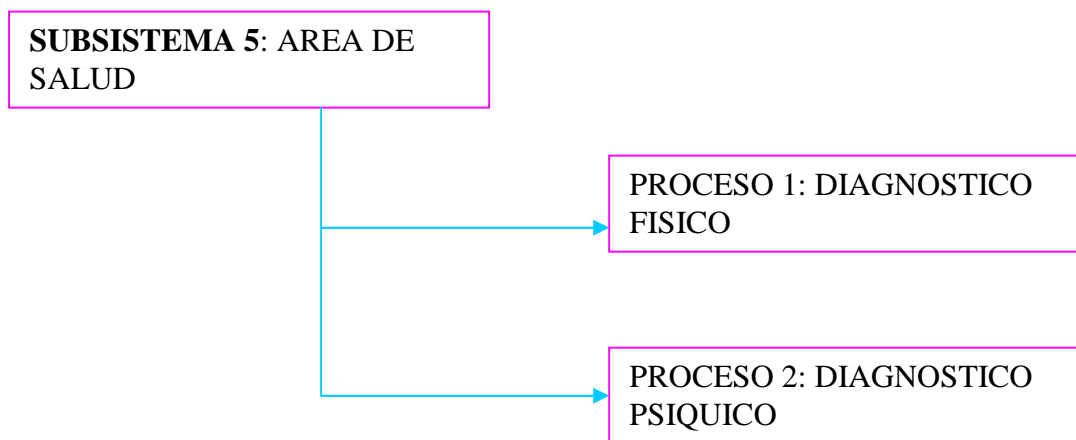 SUBSISTEMA 5: AREA DE
SALUD
PROCESO 1: DIAGNOSTICO
FISICO
PROCESO 2: DIAGNOSTICO
PSIQUICO